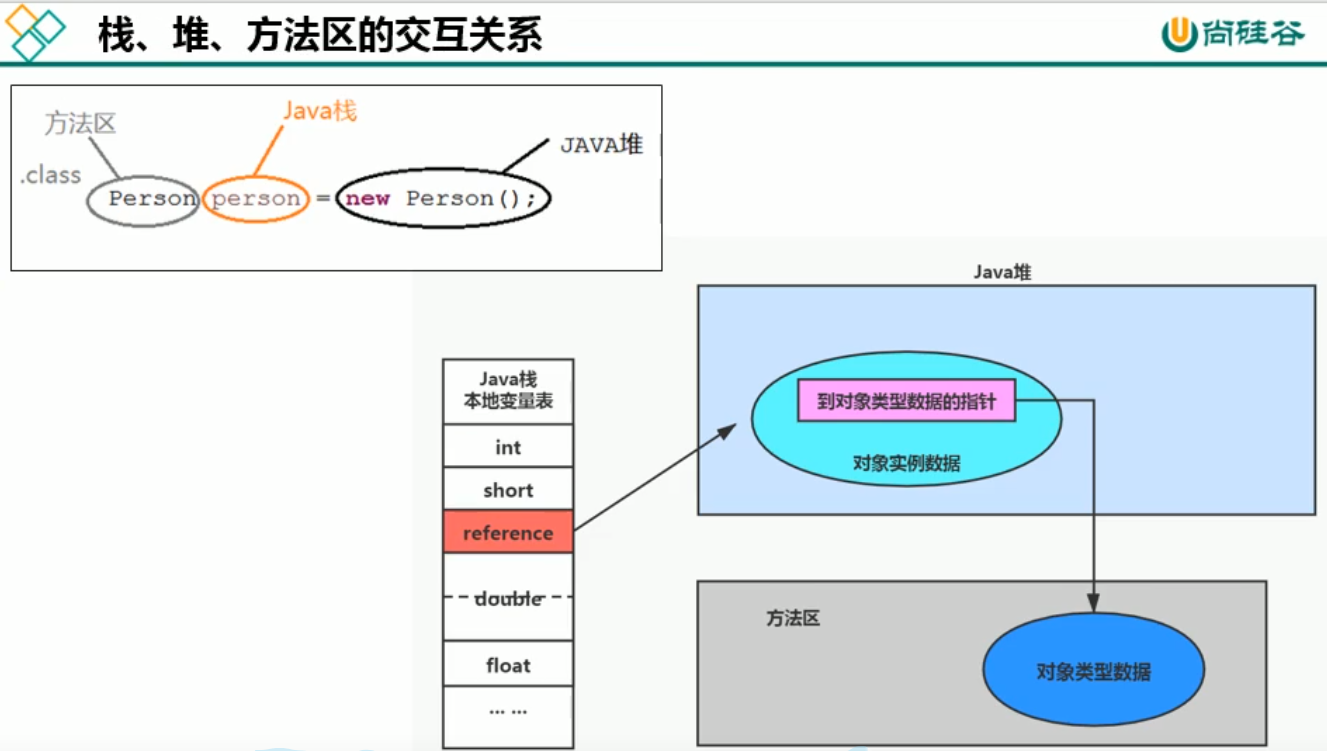 栈、堆、方法区的交互关系
尚硅谷
方法区
Java栈
JAVA堆
.class
Person person = new Person();
Java堆
到对象类型数据的指针
对象实例数据
Java栈
本地变量表
int
short
reference
double
float
... ...
方法区
对象类型数据